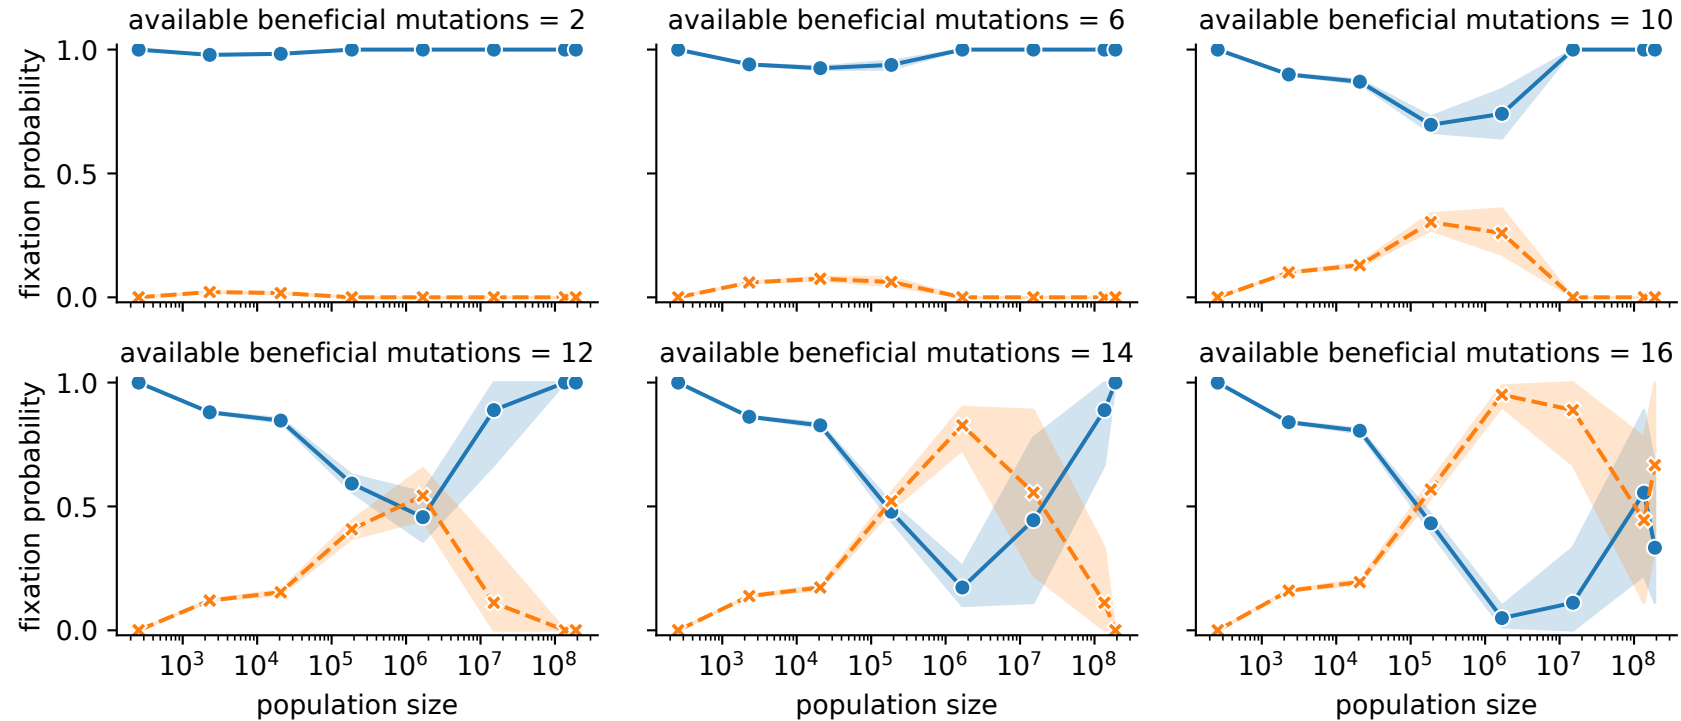 available beneficial mutations = 2
available beneficial mutations = 6
available beneficial mutations = 10
fixation probability
1.0
0.5
0.0
available beneficial mutations = 12
available beneficial mutations = 14
available beneficial mutations = 16
fixation probability
1.0
0.5
0.0
10³ 10⁴ 10⁵ 10⁶ 10⁷ 10⁸
10³ 10⁴ 10⁵ 10⁶ 10⁷ 10⁸
10³ 10⁴ 10⁵ 10⁶ 10⁷ 10⁸
population size
population size
population size